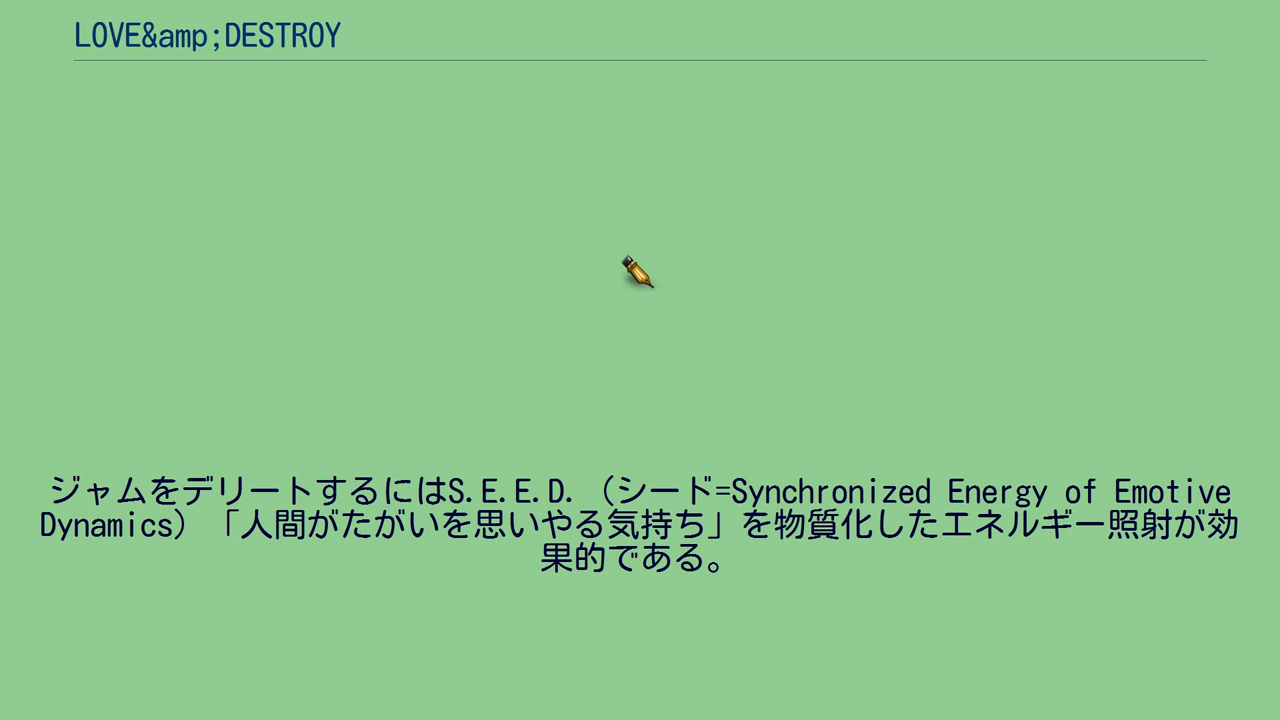 LOVE&amp;DESTROY
ジャムをデリートするにはS.E.E.D.（シード=Synchronized Energy of Emotive
Dynamics）「人間がたがいを思いやる気持ち」を物質化したエネルギー照射が効
果的である。